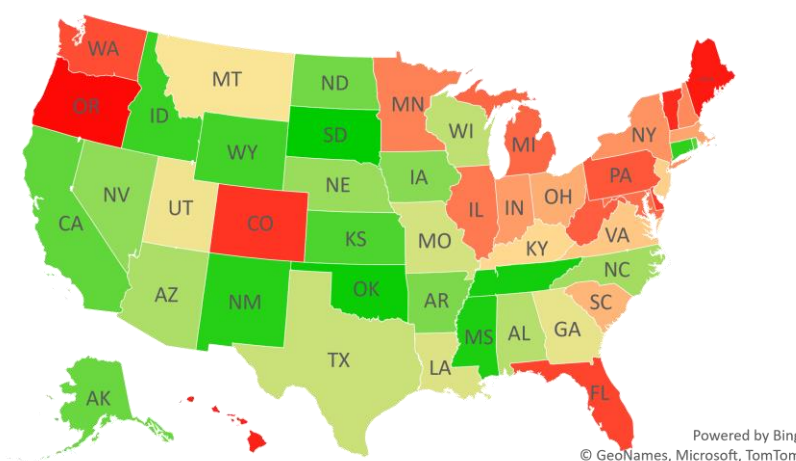 WA
MT
ND
MN
OR
ID
SD
WI
MI
NY
WY
IA
NE
PA
NV
UT
CO
IL
IN
OH
CA
KS
MO
KY
VA
AZ
NM
OK
AR
NC
SC
TX
MS
AL
GA
LA
AK
FL
Powered by Bing
© GeoNames, Microsoft, TomTom